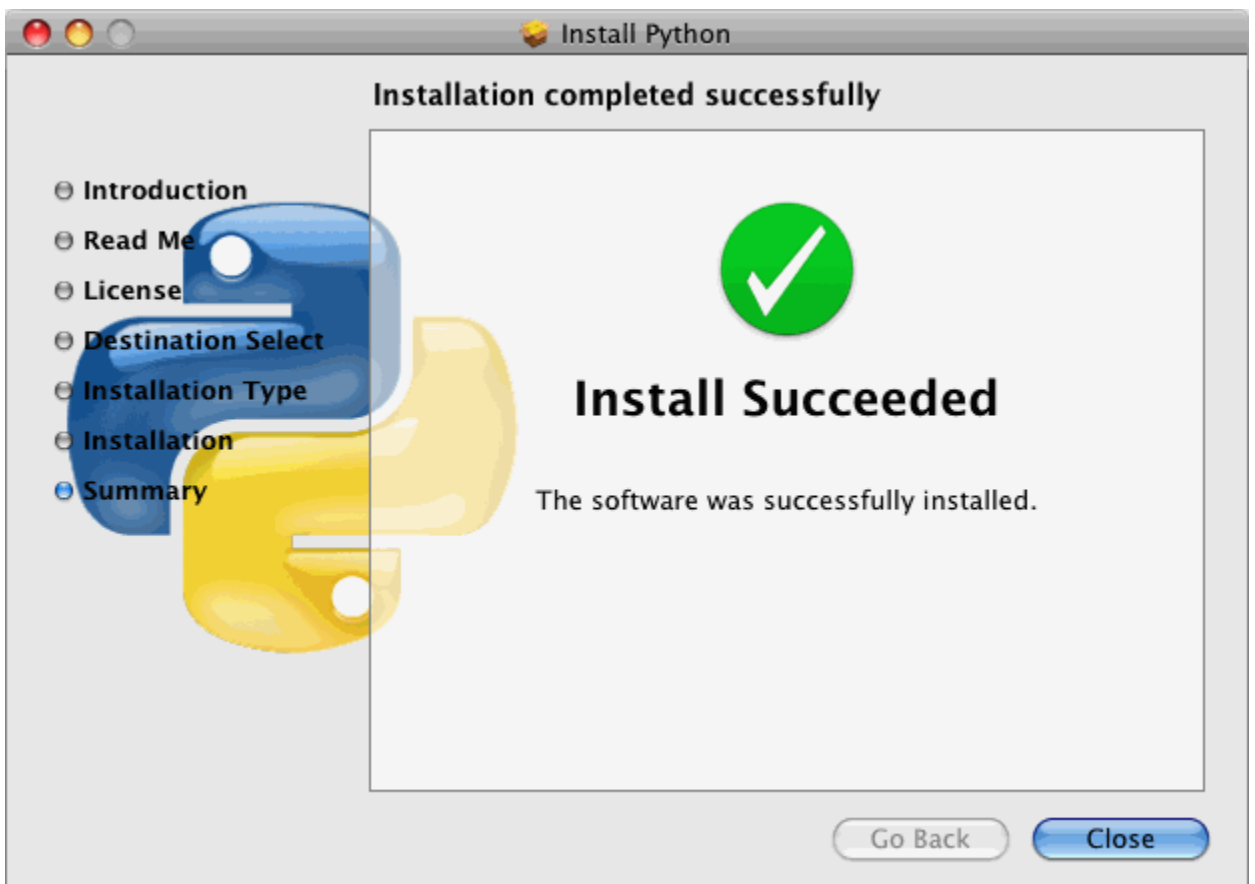 Install Python
Installation completed successfully
Introduction
Read Me
License
Destination Select
Installation Type
Installation
Summary
Install Succeeded
The software was successfully installed.
Go Back
Close